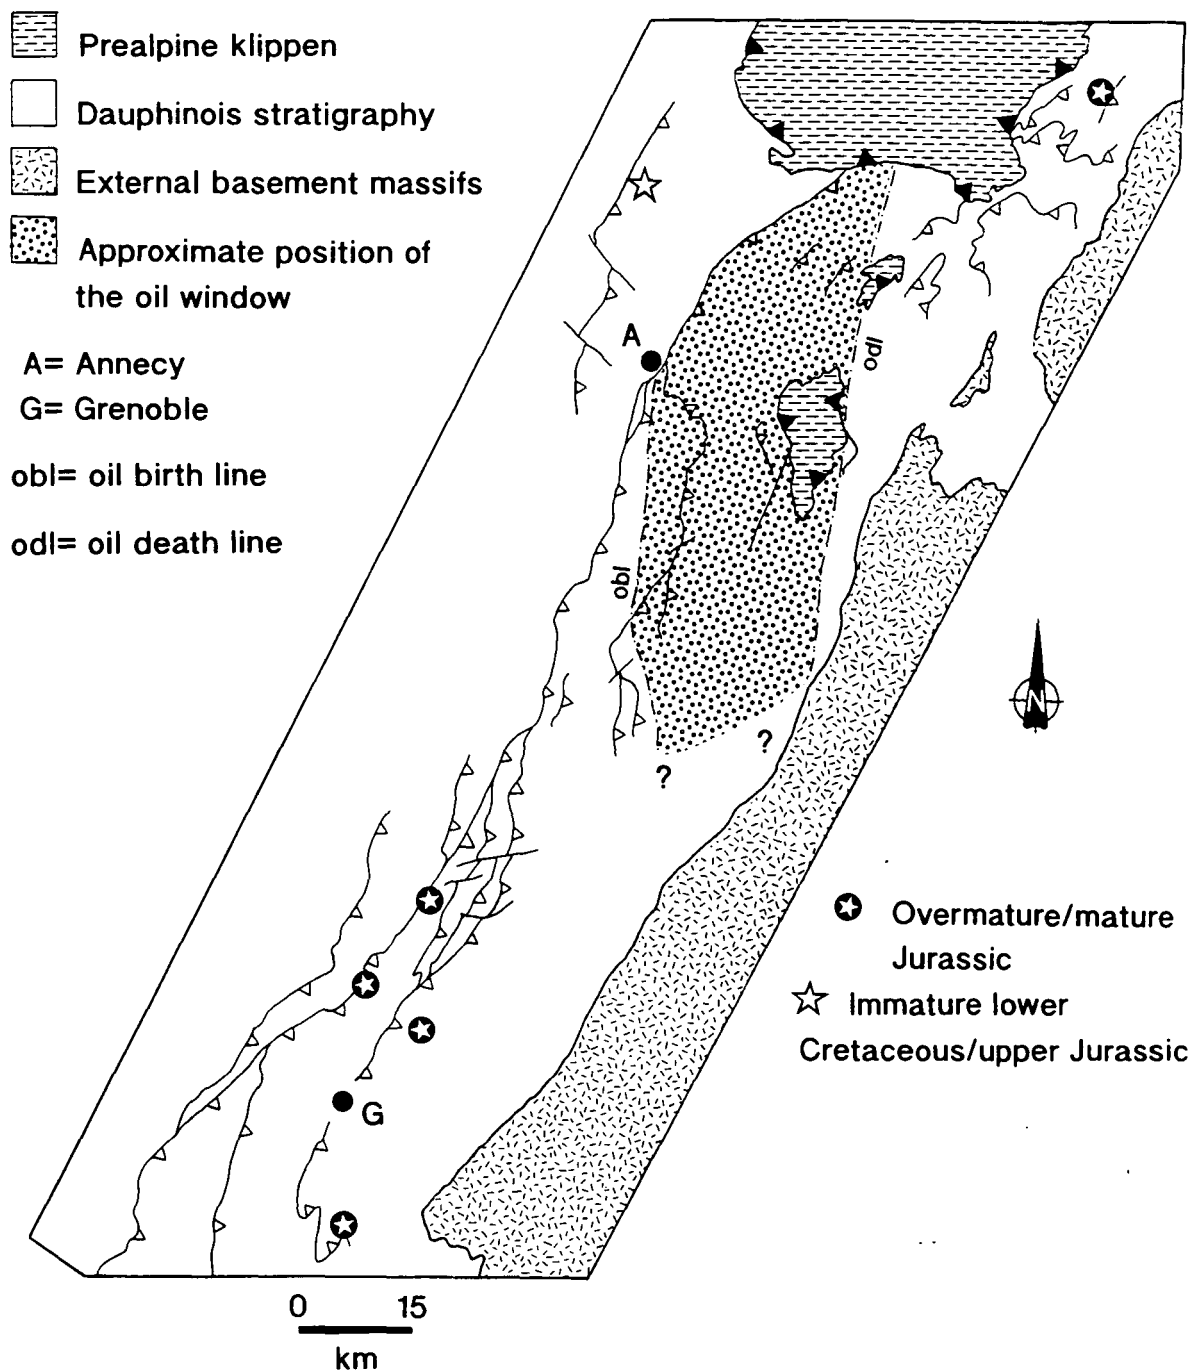 Prealpine klippen
Dauphinois stratigraphy
External basement massifs
Approximate position of
the oil window
A= Annecy
G= Grenoble
obl= oil birth line
odl= oil death line
A
odl
obl
?
?
N
G
Overmature/mature
Jurassic
Immature lower
Cretaceous/upper Jurassic
0 15
km